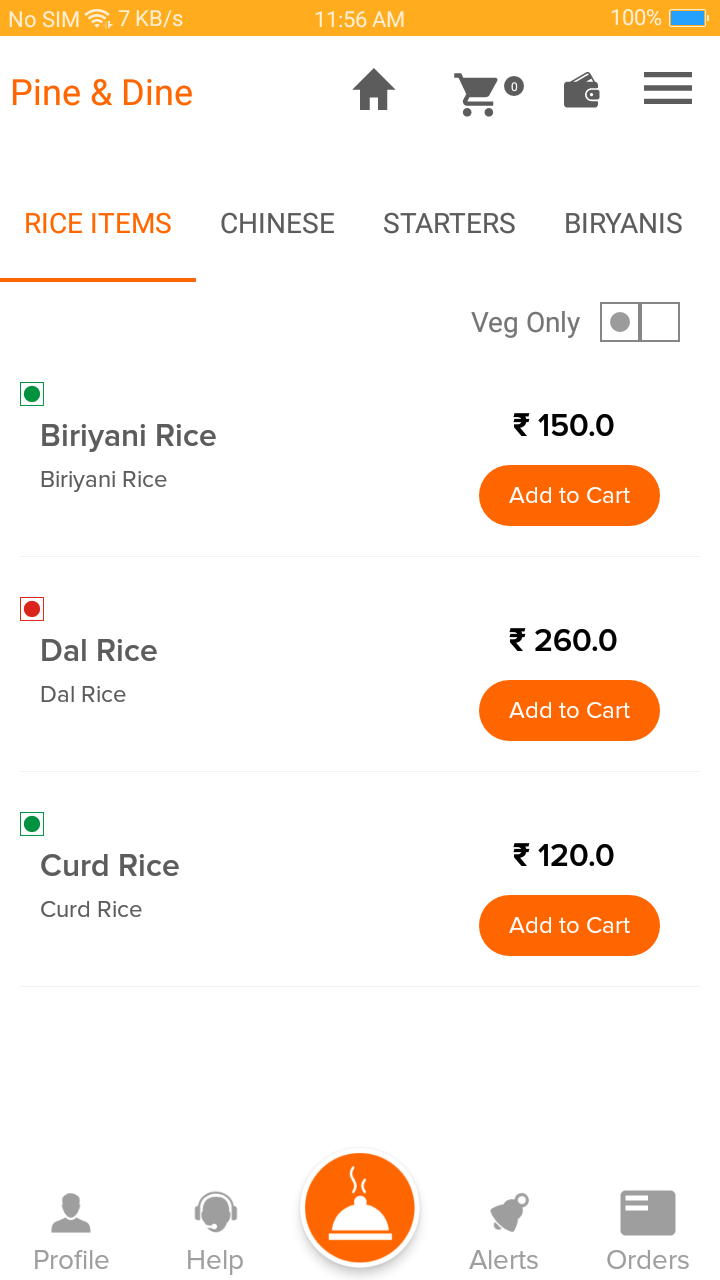 No SIM 7 KB/s 11:56 AM 100%
Pine & Dine 0
RICE ITEMS CHINESE STARTERS BIRYANIS
Veg Only
Biriyani Rice
Biriyani Rice
₹ 150.0
Add to Cart
Dal Rice
Dal Rice
₹ 260.0
Add to Cart
Curd Rice
Curd Rice
₹ 120.0
Add to Cart
Profile Help Alerts Orders